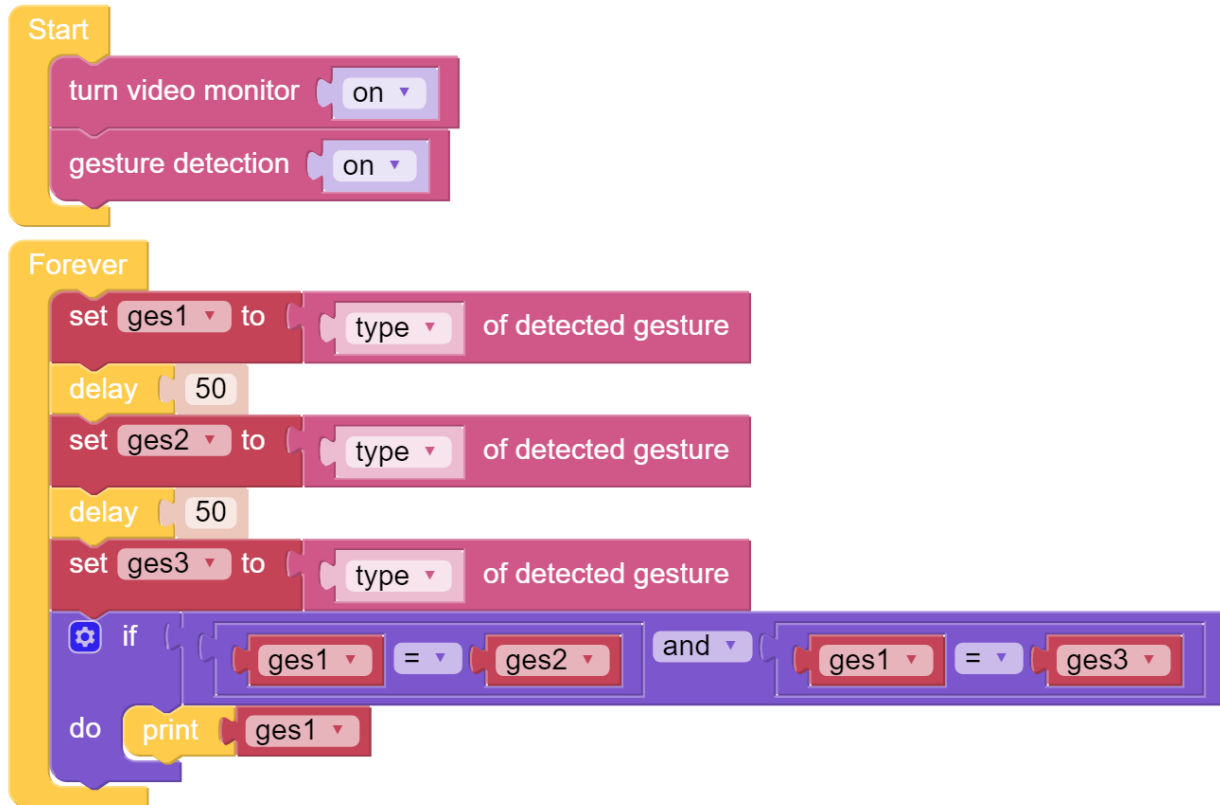 Start
turn video monitor on
gesture detection on
Forever
set ges1 to type of detected gesture
delay 50
set ges2 to type of detected gesture
delay 50
set ges3 to type of detected gesture
if ges1 = ges2 and ges1 = ges3
do print ges1